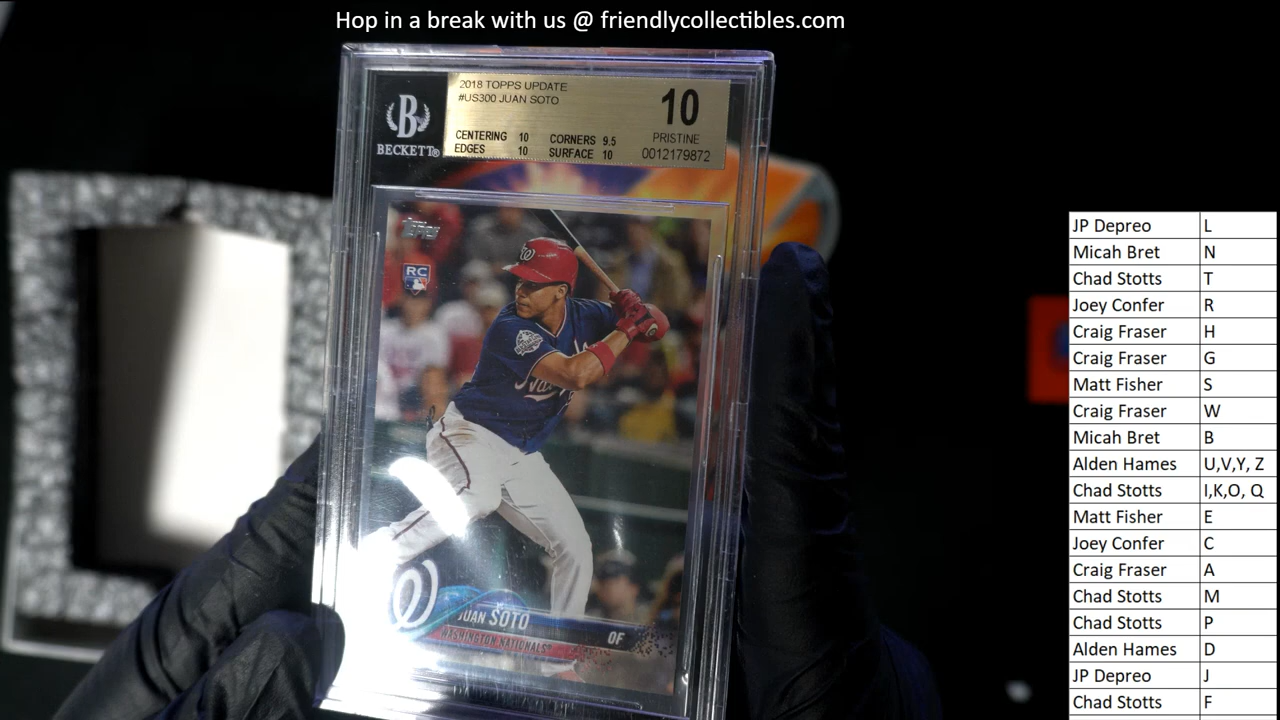 Hop in a break with us @ friendlycollectibles.com
2018 TOPPS UPDATE
#US300 JUAN SOTO
10
PRISTINE
0012179872
CENTERING 10 CORNERS 9.5
EDGES 10 SURFACE 10
B
BECKETT®
Topps
RC
W
JUAN SOTO
OF
WASHINGTON NATIONALS®
JP Depreo L
Micah Bret N
Chad Stotts T
Joey Confer R
Craig Fraser H
Craig Fraser G
Matt Fisher S
Craig Fraser W
Micah Bret B
Alden Hames U,V,Y, Z
Chad Stotts I,K,O, Q
Matt Fisher E
Joey Confer C
Craig Fraser A
Chad Stotts M
Chad Stotts P
Alden Hames D
JP Depreo J
Chad Stotts F